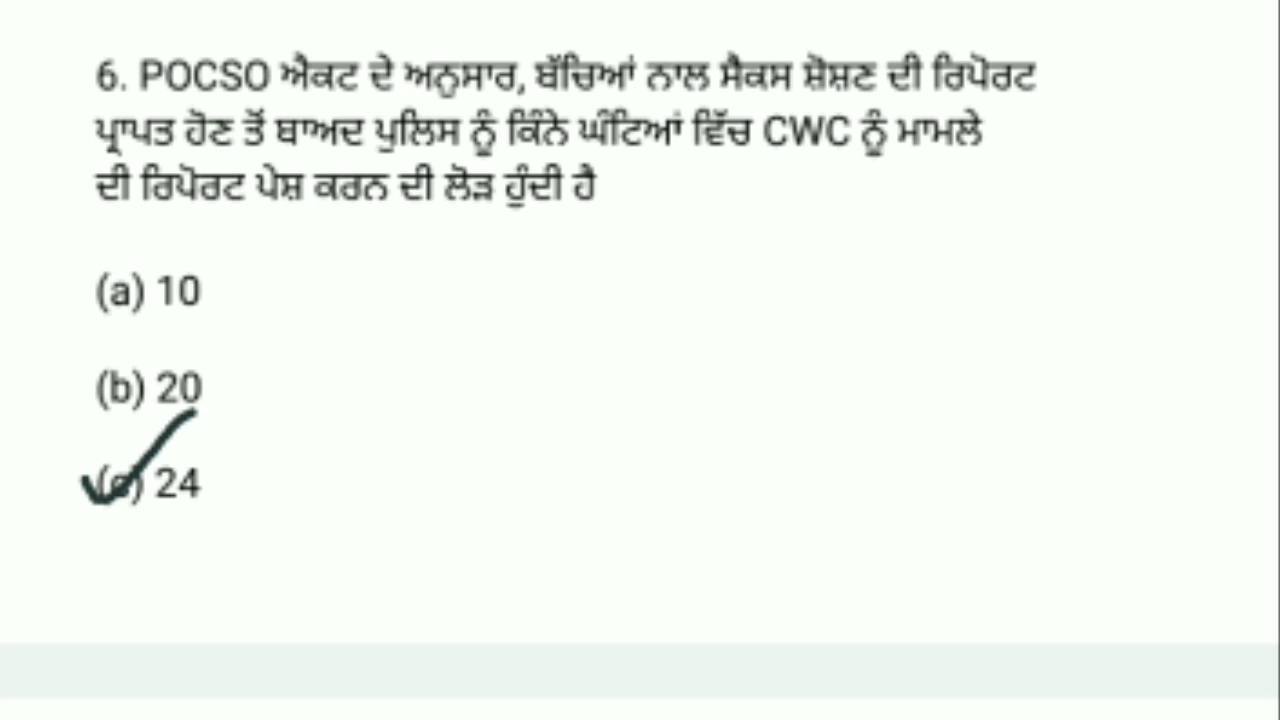 6. POCSO ਐਕਟ ਦੇ ਅਨੁਸਾਰ, ਬੱਚਿਆਂ ਨਾਲ ਸੈਕਸ ਸ਼ੋਸ਼ਣ ਦੀ ਰਿਪੋਰਟ
ਪ੍ਰਾਪਤ ਹੋਣ ਤੋਂ ਬਾਅਦ ਪੁਲਿਸ ਨੂੰ ਕਿੰਨੇ ਘੰਟਿਆਂ ਵਿੱਚ CWC ਨੂੰ ਮਾਮਲੇ
ਦੀ ਰਿਪੋਰਟ ਪੇਸ਼ ਕਰਨ ਦੀ ਲੋੜ ਹੁੰਦੀ ਹੈ
(a) 10
(b) 20
(c) 24